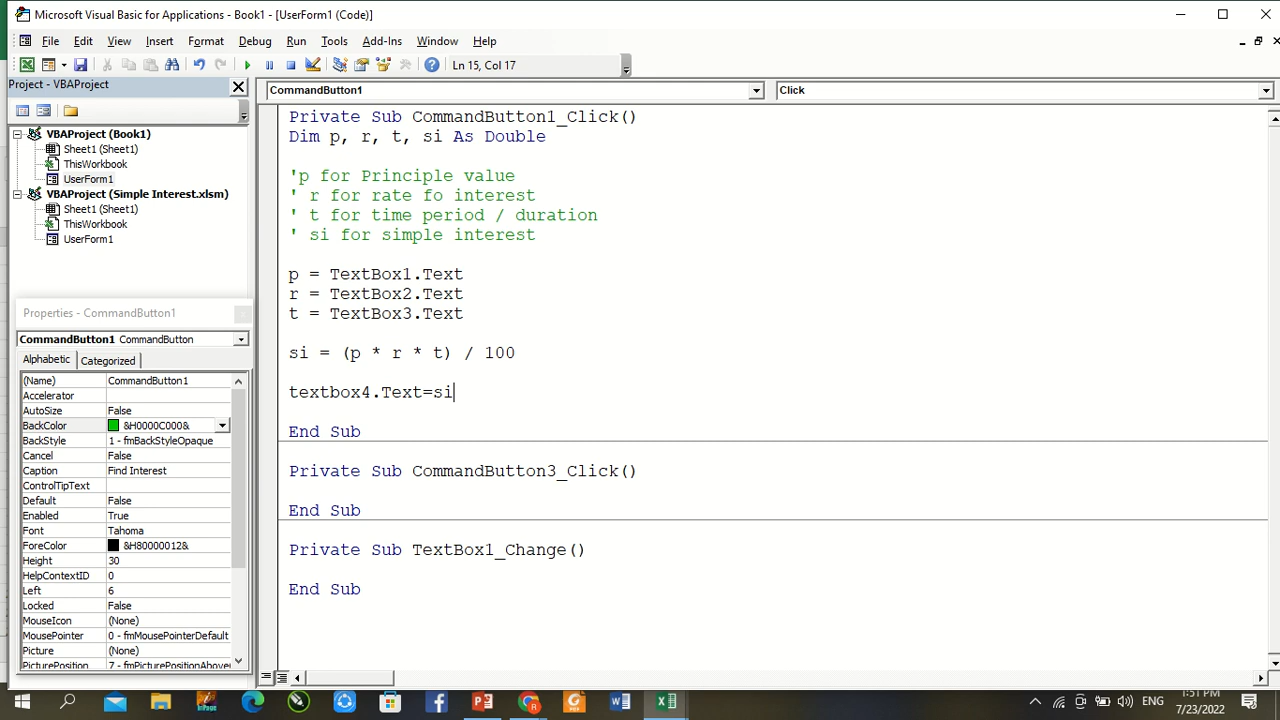 Microsoft Visual Basic for Applications - Book1 - [UserForm1 (Code)]
File Edit View Insert Format Debug Run Tools Add-Ins Window Help
Ln 15, Col 17
Project - VBAProject
VBAProject (Book1)
Sheet1 (Sheet1)
ThisWorkbook
UserForm1
VBAProject (Simple Interest.xlsm)
Sheet1 (Sheet1)
ThisWorkbook
UserForm1
Properties - CommandButton1
CommandButton1 CommandButton
Alphabetic Categorized
(Name) CommandButton1
Accelerator
AutoSize False
BackColor &H0000C000&
BackStyle 1 - fmBackStyleOpaque
Cancel False
Caption Find Interest
ControlTipText
Default False
Enabled True
Font Tahoma
ForeColor &H80000012&
Height 30
HelpContextID 0
Left 6
Locked False
MouseIcon (None)
MousePointer 0 - fmMousePointerDefault
Picture (None)
PicturePosition 7 - fmPicturePositionAbove
CommandButton1 Click
Private Sub CommandButton1_Click()
Dim p, r, t, si As Double
'p for Principle value
' r for rate fo interest
' t for time period / duration
' si for simple interest
p = TextBox1.Text
r = TextBox2.Text
t = TextBox3.Text
si = (p * r * t) / 100
textbox4.Text=si
End Sub
Private Sub CommandButton3_Click()
End Sub
Private Sub TextBox1_Change()
End Sub
ENG
1:51 PM
7/23/2022